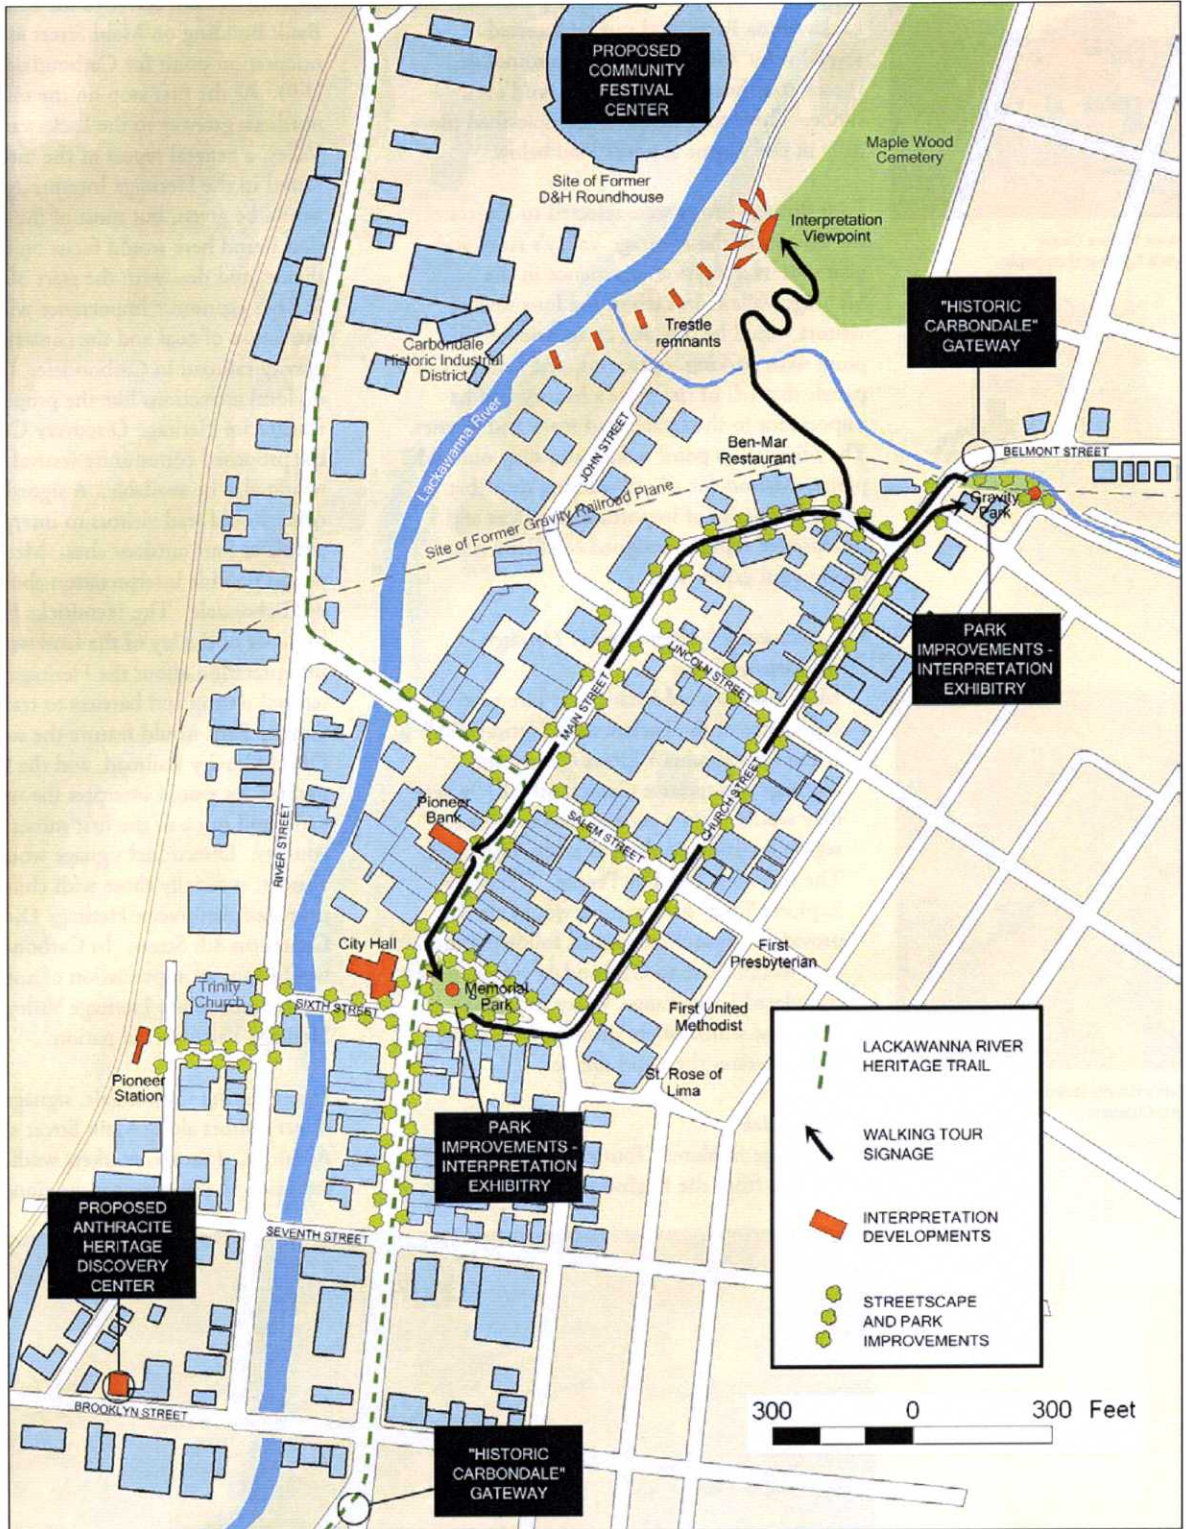 PROPOSED
COMMUNITY
FESTIVAL
CENTER
Site of Former
D&H Roundhouse
Maple Wood
Cemetery
Interpretation
Viewpoint
"HISTORIC
CARBONDALE"
GATEWAY
Trestle
remnants
Carbondale
Historic Industrial
District
Lackawanna River
JOHN STREET
Ben-Mar
Restaurant
BELMONT STREET
Gravity
Park
Site of Former Gravity Railroad Plane
PARK
IMPROVEMENTS -
INTERPRETATION
EXHIBITRY
LINCOLN STREET
MAIN STREET
CHURCH STREET
SALEM STREET
Pioneer
Bank
RIVER STREET
City Hall
First
Presbyterian
Trinity
Church
SIXTH STREET
Memorial
Park
First United
Methodist
Pioneer
Station
St. Rose of
Lima
PARK
IMPROVEMENTS -
INTERPRETATION
EXHIBITRY
LACKAWANNA RIVER
HERITAGE TRAIL
WALKING TOUR
SIGNAGE
INTERPRETATION
DEVELOPMENTS
STREETSCAPE
AND PARK
IMPROVEMENTS
PROPOSED
ANTHRACITE
HERITAGE
DISCOVERY
CENTER
SEVENTH STREET
BROOKLYN STREET
300 0 300 Feet
"HISTORIC
CARBONDALE"
GATEWAY